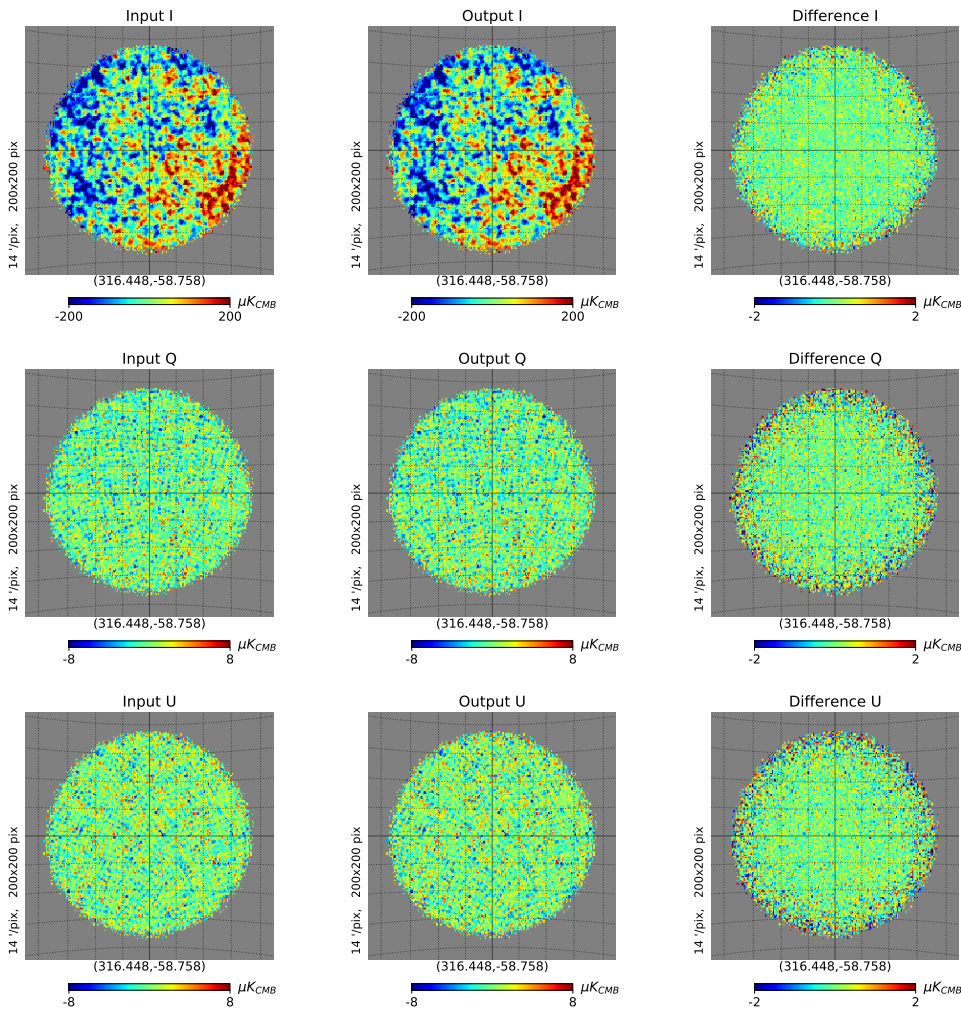 Input I
Output I
Difference I
14 '/pix,   200x200 pix
14 '/pix,   200x200 pix
14 '/pix,   200x200 pix
(316.448,-58.758)
(316.448,-58.758)
(316.448,-58.758)
-200 200 μK_CMB
-200 200 μK_CMB
-2 2 μK_CMB
Input Q
Output Q
Difference Q
14 '/pix,   200x200 pix
14 '/pix,   200x200 pix
14 '/pix,   200x200 pix
(316.448,-58.758)
(316.448,-58.758)
(316.448,-58.758)
-8 8 μK_CMB
-8 8 μK_CMB
-2 2 μK_CMB
Input U
Output U
Difference U
14 '/pix,   200x200 pix
14 '/pix,   200x200 pix
14 '/pix,   200x200 pix
(316.448,-58.758)
(316.448,-58.758)
(316.448,-58.758)
-8 8 μK_CMB
-8 8 μK_CMB
-2 2 μK_CMB